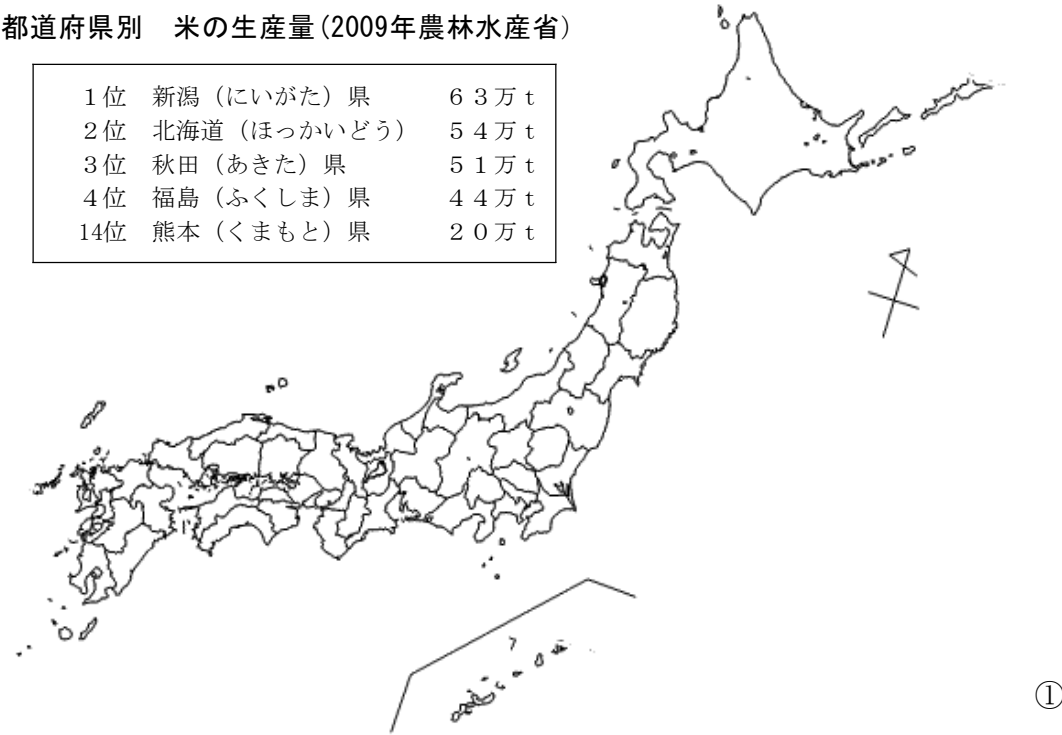 都道府県別　米の生産量(2009年農林水産省)
１位　新潟（にいがた）県　６３万ｔ
２位　北海道（ほっかいどう）　５４万ｔ
３位　秋田（あきた）県　５１万ｔ
４位　福島（ふくしま）県　４４万ｔ
14位　熊本（くまもと）県　２０万ｔ
①